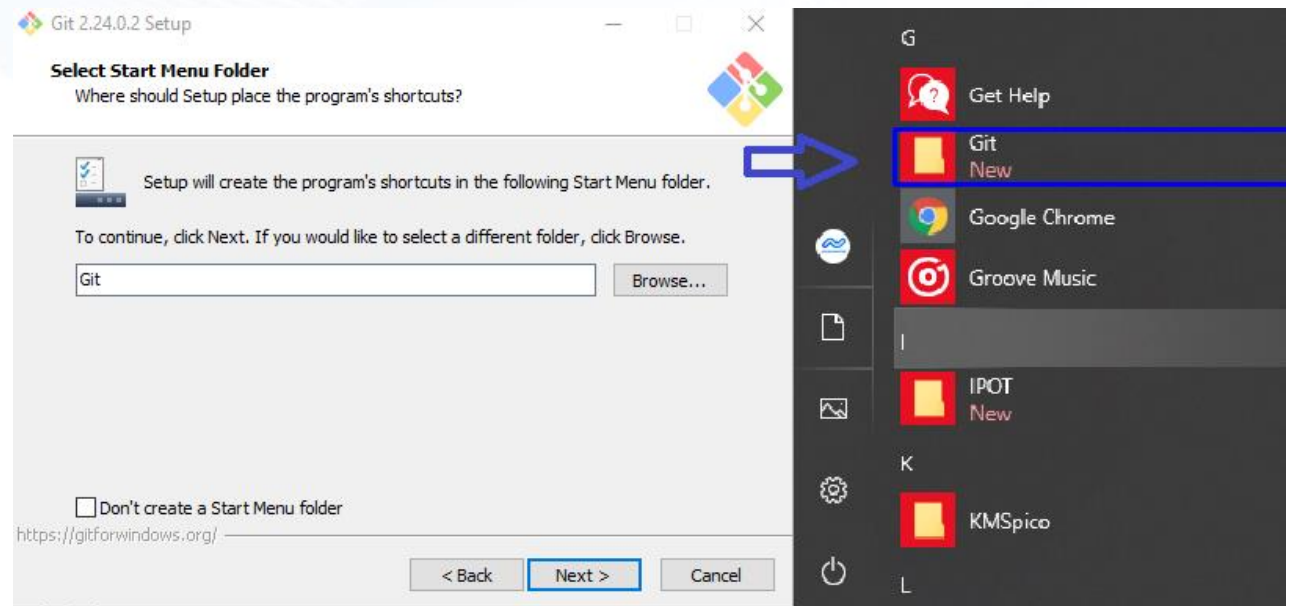 Git 2.24.0.2 Setup
Select Start Menu Folder
Where should Setup place the program's shortcuts?
Setup will create the program's shortcuts in the following Start Menu folder.
To continue, click Next. If you would like to select a different folder, click Browse.
Git
Browse...
Don't create a Start Menu folder
https://gitforwindows.org/
< Back
Next >
Cancel
G
Get Help
Git
New
Google Chrome
Groove Music
I
IPOT
New
K
KMSpico
L